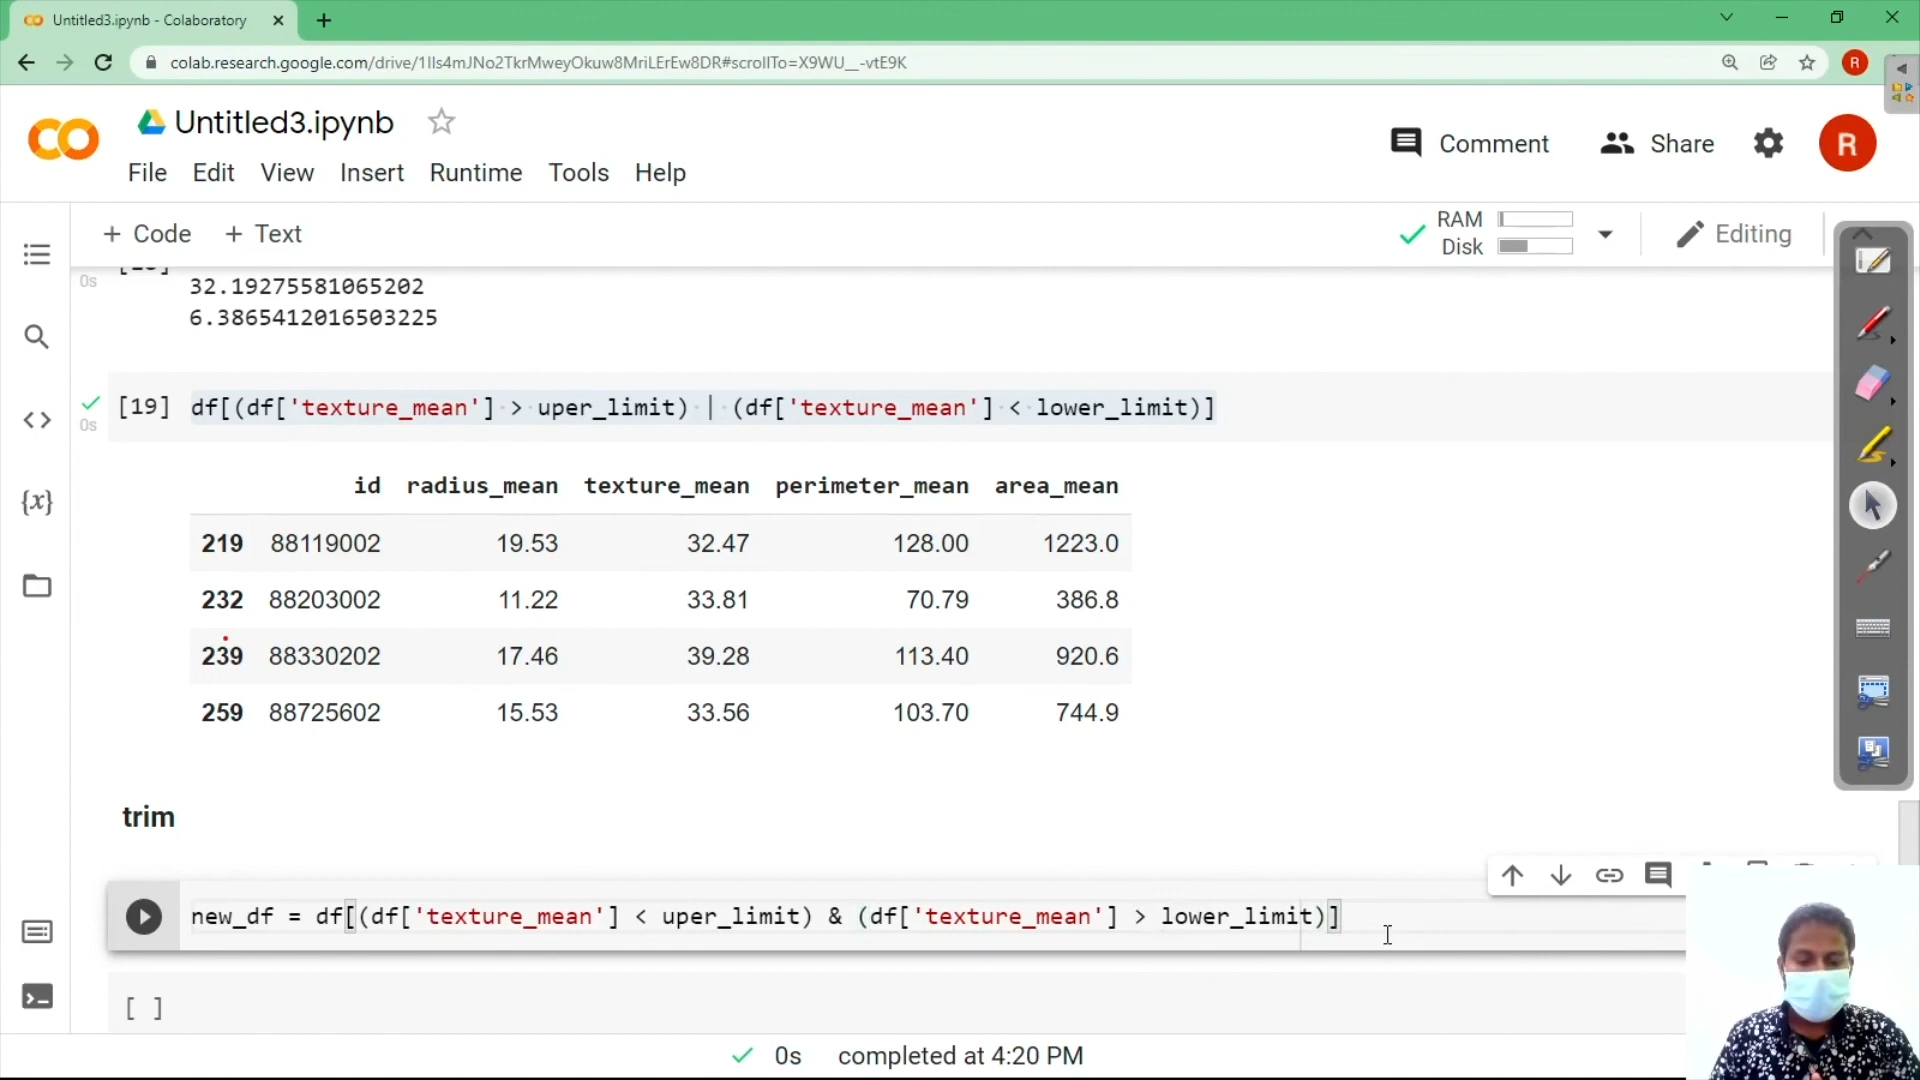 Untitled3.ipynb - Colaboratory
colab.research.google.com/drive/1Ils4mJNo2TkrMweyOkuw8MriLErEw8DR#scrollTo=X9WU__-vtE9K
R
Untitled3.ipynb
Comment
Share
R
File Edit View Insert Runtime Tools Help
+ Code + Text
RAM
Disk
Editing
0s
32.19275581065202
6.3865412016503225
[19] df[(df['texture_mean'] > uper_limit) | (df['texture_mean'] < lower_limit)]
0s
id radius_mean texture_mean perimeter_mean area_mean
219 88119002 19.53 32.47 128.00 1223.0
232 88203002 11.22 33.81 70.79 386.8
239 88330202 17.46 39.28 113.40 920.6
259 88725602 15.53 33.56 103.70 744.9
trim
new_df = df[(df['texture_mean'] < uper_limit) & (df['texture_mean'] > lower_limit)]
[ ]
0s completed at 4:20 PM